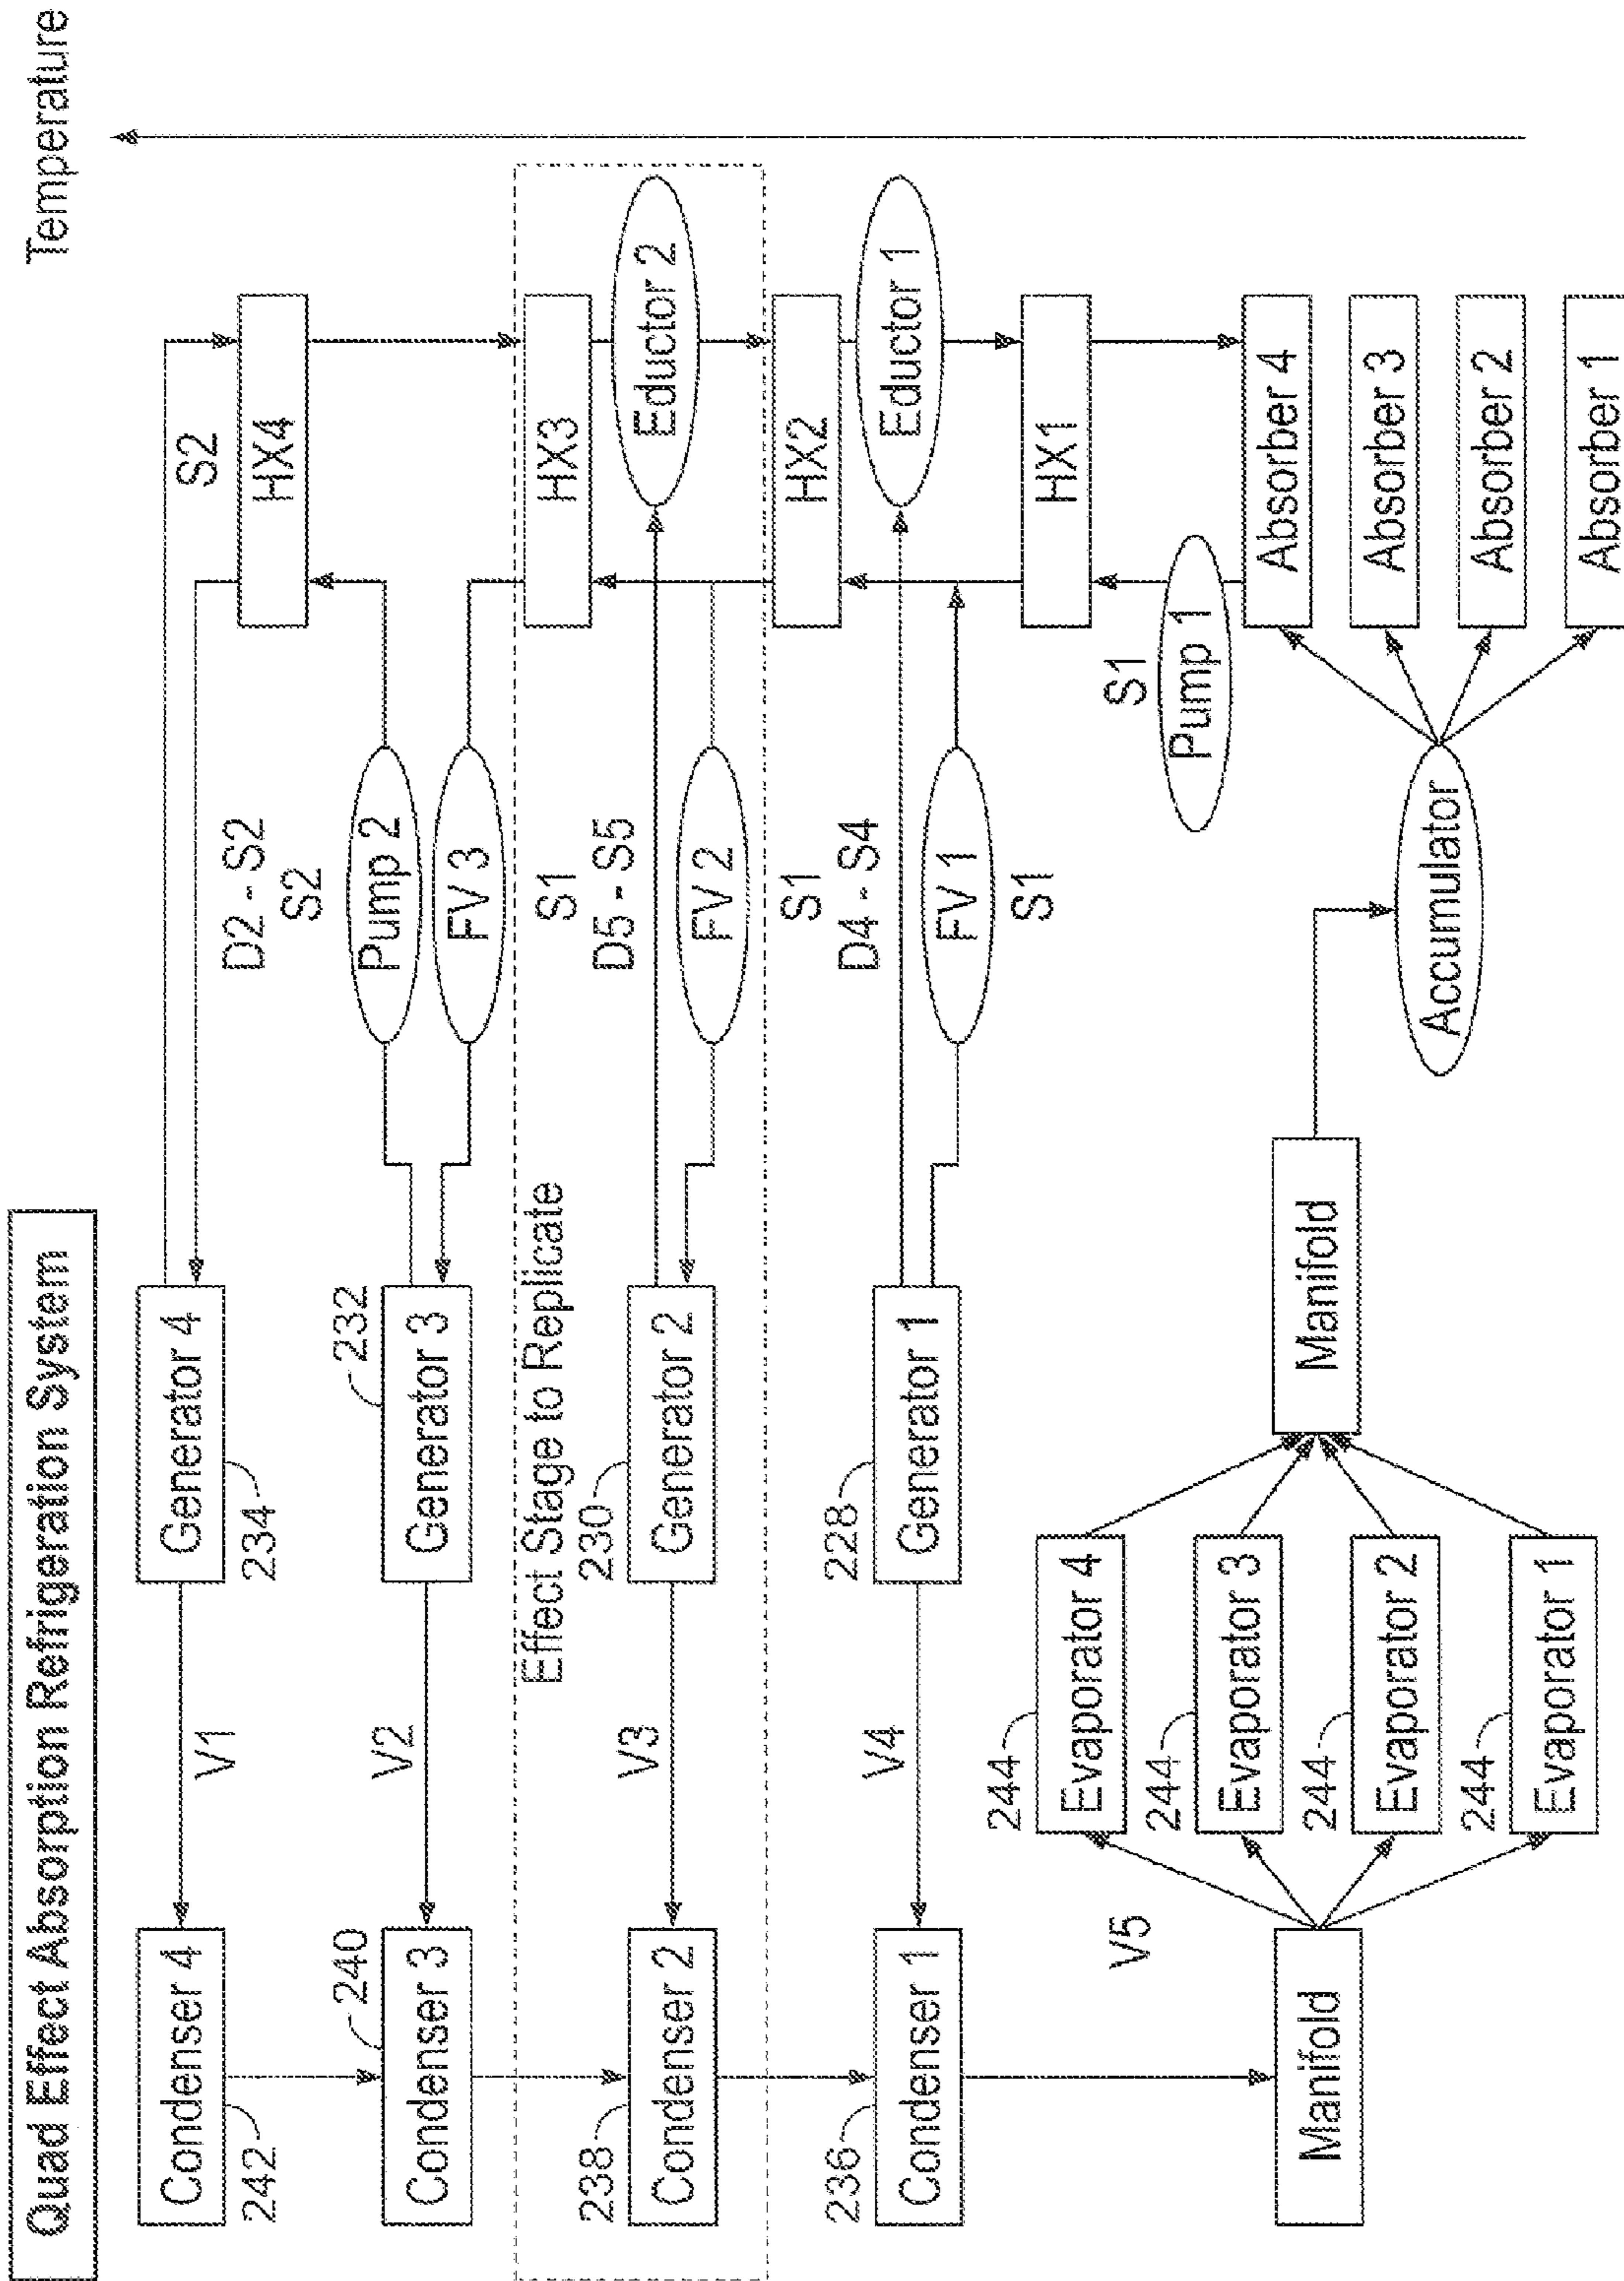 Quad Effect Absorption Refrigeration System
Temperature
Condenser 4
242
V1
Generator 4
234
S2
HX4
D2 - S2
S2
Condenser 3
240
V2
Generator 3
232
Pump 2
FV 3
Effect Stage to Replicate
HX3
S1
D5 - S5
Condenser 2
238
V3
Generator 2
230
Eductor 2
FV 2
HX2
S1
D4 - S4
Condenser 1
236
V4
Generator 1
228
Eductor 1
FV 1
S1
HX1
S1
Pump 1
V5
Manifold
244
Evaporator 4
244
Evaporator 3
244
Evaporator 2
244
Evaporator 1
Manifold
Accumulator
Absorber 4
Absorber 3
Absorber 2
Absorber 1